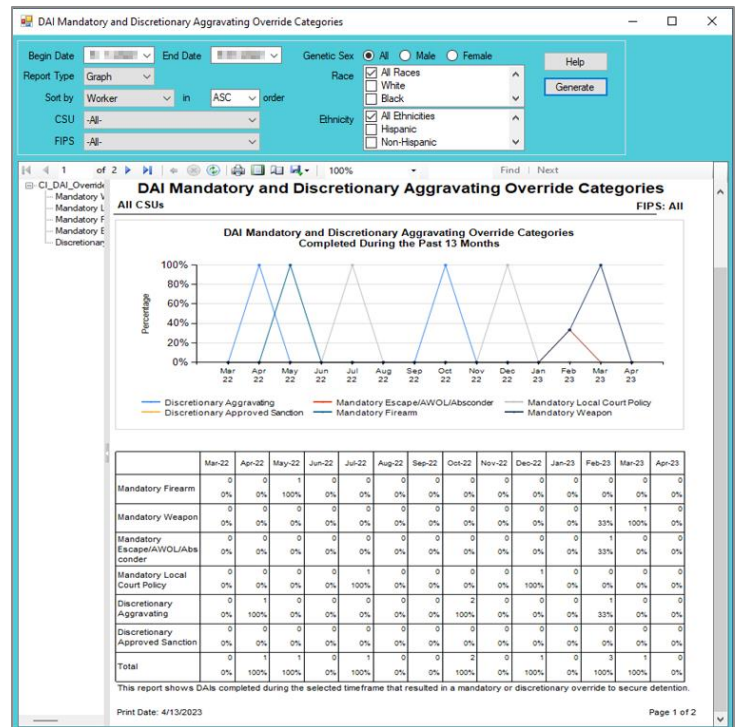 DAI Mandatory and Discretionary Aggravating Override Categories
Begin Date End Date Genetic Sex All Male Female Help
Report Type Graph Race All Races White Black Generate
Sort by Worker in ASC order
CSU -All- Ethnicity All Ethnicities Hispanic Non-Hispanic
FIPS -All-
1 of 2 100% Find | Next
CI_DAI_Override
Mandatory
Mandatory L
Mandatory F
Mandatory E
Discretionary
DAI Mandatory and Discretionary Aggravating Override Categories
All CSUs FIPS: All
DAI Mandatory and Discretionary Aggravating Override Categories
Completed During the Past 13 Months
Percentage
100%
80%
60%
40%
20%
0%
Mar 22 Apr 22 May 22 Jun 22 Jul 22 Aug 22 Sep 22 Oct 22 Nov 22 Dec 22 Jan 23 Feb 23 Mar 23 Apr 23
Discretionary Aggravating Mandatory Escape/AWOL/Absconder Mandatory Local Court Policy
Discretionary Approved Sanction Mandatory Firearm Mandatory Weapon
Mar-22 Apr-22 May-22 Jun-22 Jul-22 Aug-22 Sep-22 Oct-22 Nov-22 Dec-22 Jan-23 Feb-23 Mar-23 Apr-23
Mandatory Firearm
0 0 1 0 0 0 0 0 0 0 0 0 0 0
0% 0% 100% 0% 0% 0% 0% 0% 0% 0% 0% 0% 0% 0%
Mandatory Weapon
0 0 0 0 0 0 0 0 0 0 0 1 1 0
0% 0% 0% 0% 0% 0% 0% 0% 0% 0% 0% 33% 100% 0%
Mandatory
Escape/AWOL/Abs
conder
0 0 0 0 0 0 0 0 0 0 0 1 0 0
0% 0% 0% 0% 0% 0% 0% 0% 0% 0% 0% 33% 0% 0%
Mandatory Local
Court Policy
0 0 0 0 1 0 0 0 0 1 0 0 0 0
0% 0% 0% 0% 100% 0% 0% 0% 0% 100% 0% 0% 0% 0%
Discretionary
Aggravating
0 1 0 0 0 0 0 2 0 0 0 1 0 0
0% 100% 0% 0% 0% 0% 0% 100% 0% 0% 0% 33% 0% 0%
Discretionary
Approved Sanction
0 0 0 0 0 0 0 0 0 0 0 0 0 0
0% 0% 0% 0% 0% 0% 0% 0% 0% 0% 0% 0% 0% 0%
Total
0 1 1 0 1 0 0 2 0 1 0 3 1 0
0% 100% 100% 0% 100% 0% 0% 100% 0% 100% 0% 100% 100% 0%
This report shows DAIs completed during the selected timeframe that resulted in a mandatory or discretionary override to secure detention.
Print Date: 4/13/2023 Page 1 of 2